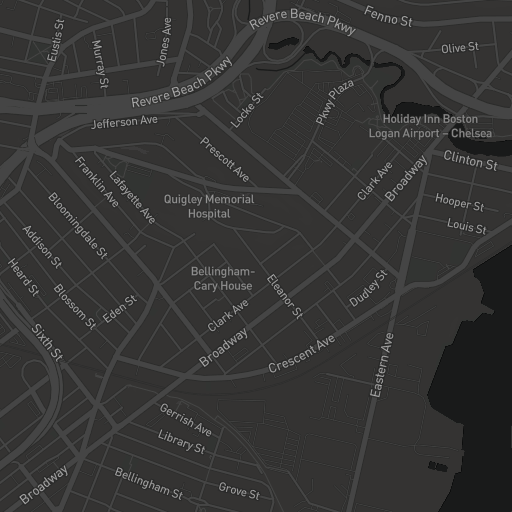 Revere Beach Pkwy
Fenno St
Eustis St
Murray St
Jones Ave
Olive St
Revere Beach Pkwy
Jefferson Ave
Locke St
Pkwy Plaza
Holiday Inn Boston
Logan Airport – Chelsea
Prescott Ave
Franklin Ave
Lafayette Ave
Clark Ave
Broadway
Clinton St
Quigley Memorial
Hospital
Hooper St
Louis St
Bloomingdale St
Addison St
Heard St
Blossom St
Eden St
Bellingham-
Cary House
Eleanor St
Dudley St
Clark Ave
Broadway
Sixth St
Crescent Ave
Eastern Ave
Gerrish Ave
Library St
Broadway
Bellingham St
Grove St